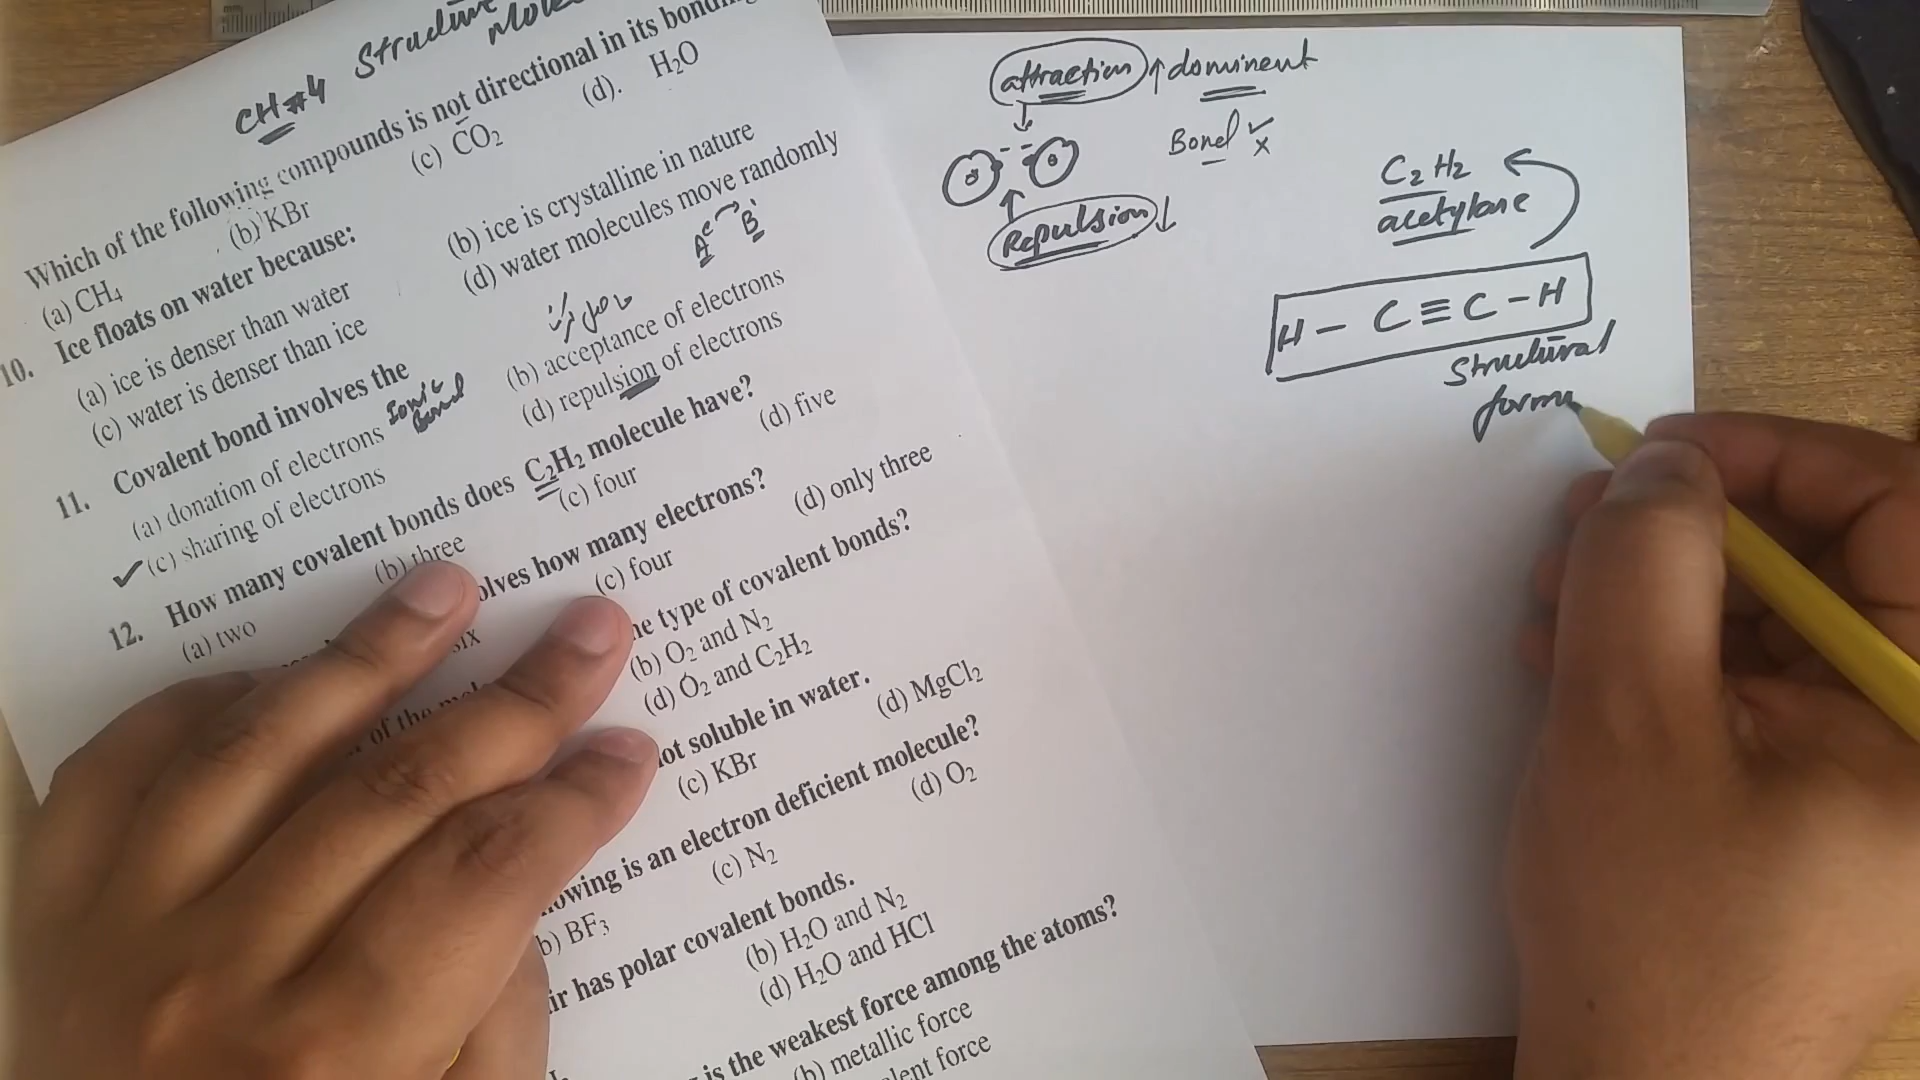 CH#4 Structure
Which of the following compounds is not directional in its bonding
(a) CH₄ (b) KBr (c) CO₂ (d). H₂O
10. Ice floats on water because:
(a) ice is denser than water (b) ice is crystalline in nature
(c) water is denser than ice (d) water molecules move randomly
A e B
11. Covalent bond involves the
(a) donation of electrons Ionic bond (b) acceptance of electrons
(c) sharing of electrons (d) repulsion of electrons
12. How many covalent bonds does C₂H₂ molecule have?
(a) two (b) three (c) four (d) five
how many electrons?
six (c) four (d) only three
of the
type of covalent bonds?
(b) O₂ and N₂
(d) O₂ and C₂H₂
soluble in water.
(c) KBr (d) MgCl₂
is an electron deficient molecule?
b) BF₃ (c) N₂ (d) O₂
has polar covalent bonds.
(b) H₂O and N₂
(d) H₂O and HCl
is the weakest force among the atoms?
(b) metallic force
force
attraction ↑ dominent
Bond ✓
x
Repulsion ↓
C₂H₂
acetylene
H – C ≡ C – H
Structural
form